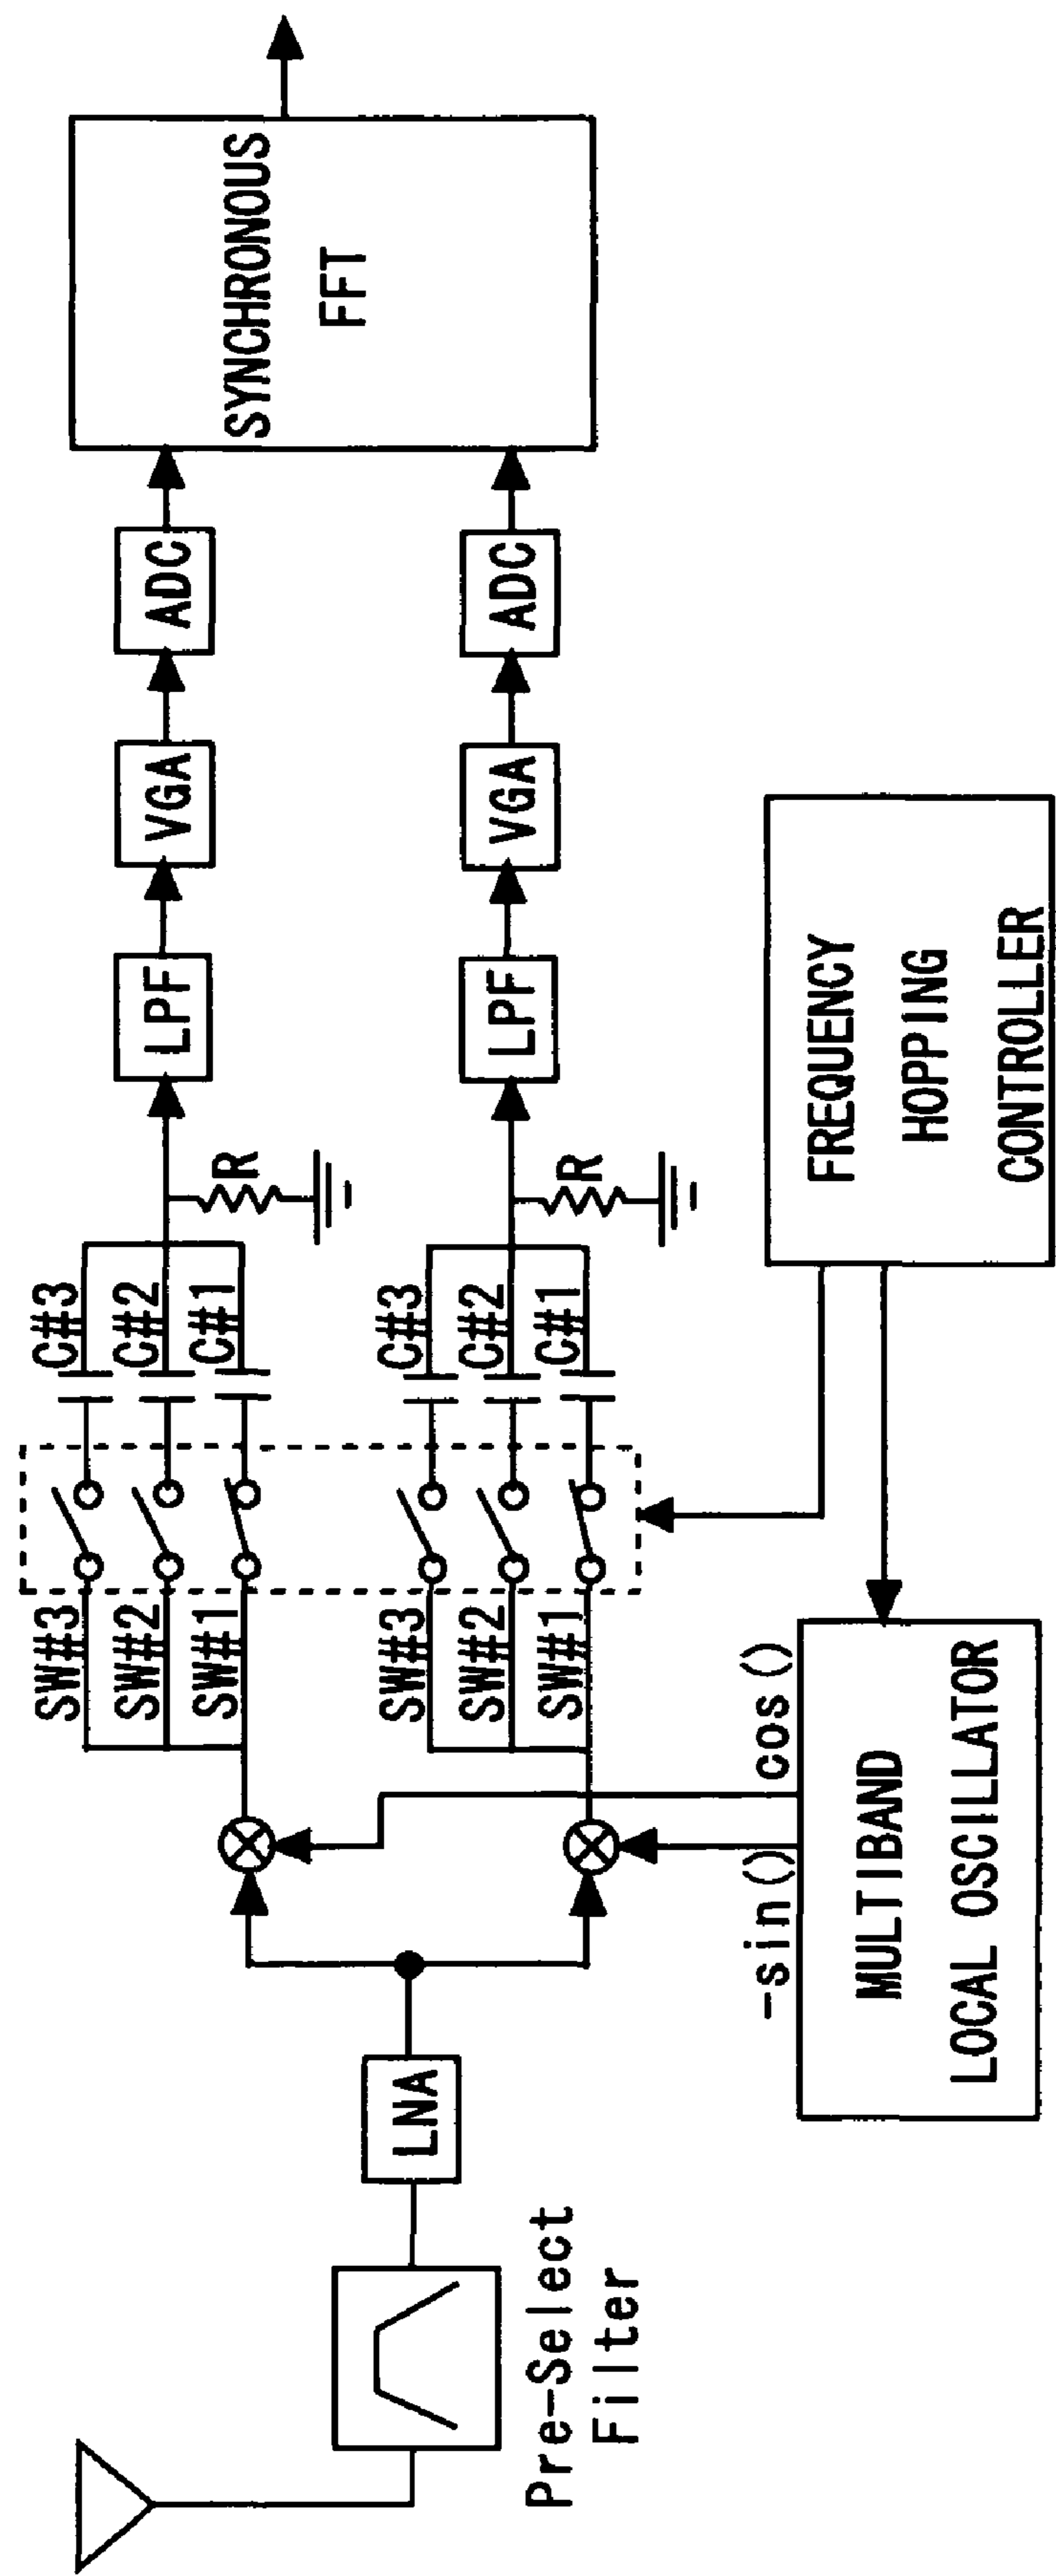 Pre-Select
Filter
LNA
SW#3
SW#2
SW#1
C#3
C#2
C#1
R
LPF
VGA
ADC
SW#3
SW#2
SW#1
C#3
C#2
C#1
R
LPF
VGA
ADC
SYNCHRONOUS
FFT
-sin()
cos()
MULTIBAND
LOCAL OSCILLATOR
FREQUENCY
HOPPING
CONTROLLER